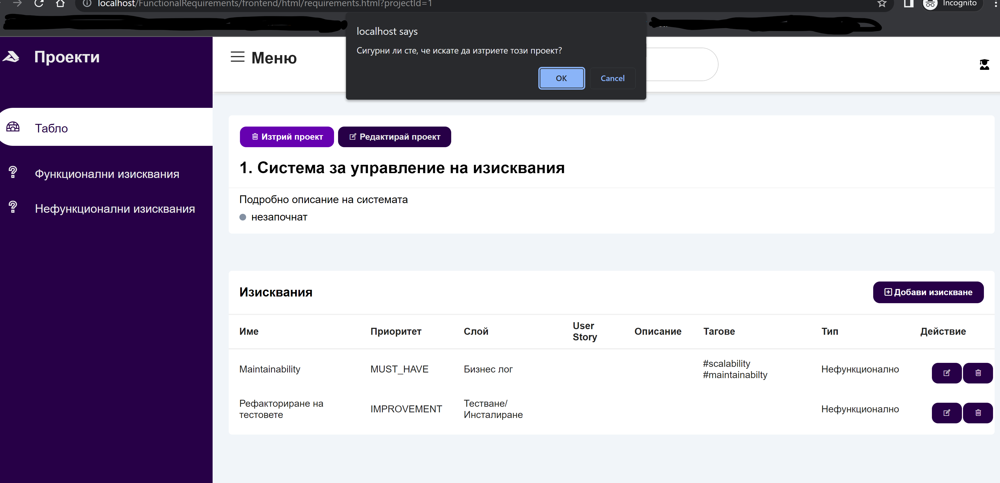 localhost/FunctionalRequirements/frontend/html/requirements.html?projectId=1
Incognito
localhost says
Сигурни ли сте, че искате да изтриете този проект?
OK
Cancel
Проекти
Меню
Табло
Функционални изисквания
Нефункционални изисквания
Изтрий проект
Редактирай проект
1. Система за управление на изисквания
Подробно описание на системата
незапочнат
Изисквания
Добави изискване
Име
Приоритет
Слой
User
Story
Описание
Тагове
Тип
Действие
Maintainability
MUST_HAVE
Бизнес лог
#scalability
#maintainabilty
Нефункционално
Рефакториране на
тестовете
IMPROVEMENT
Тестване/
Инсталиране
Нефункционално